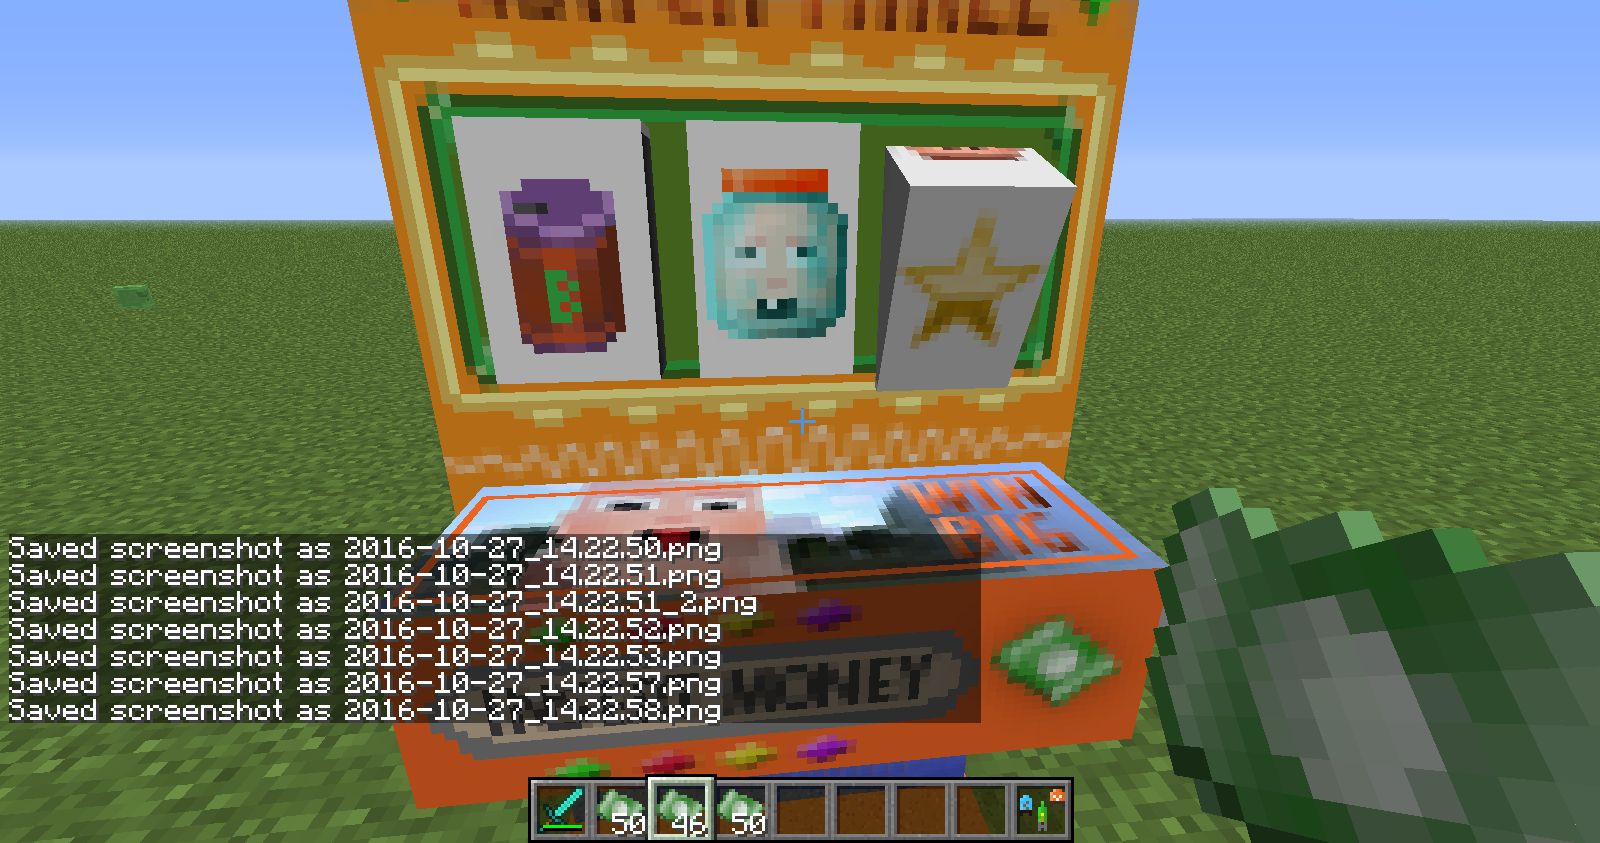 B
WIN
BIG
Saved screenshot as 2016-10-27_14.22.50.png
Saved screenshot as 2016-10-27_14.22.51.png
Saved screenshot as 2016-10-27_14.22.51_2.png
Saved screenshot as 2016-10-27_14.22.52.png
Saved screenshot as 2016-10-27_14.22.53.png
Saved screenshot as 2016-10-27_14.22.57.png
Saved screenshot as 2016-10-27_14.22.58.png
INSERT MONEY
50 46 50